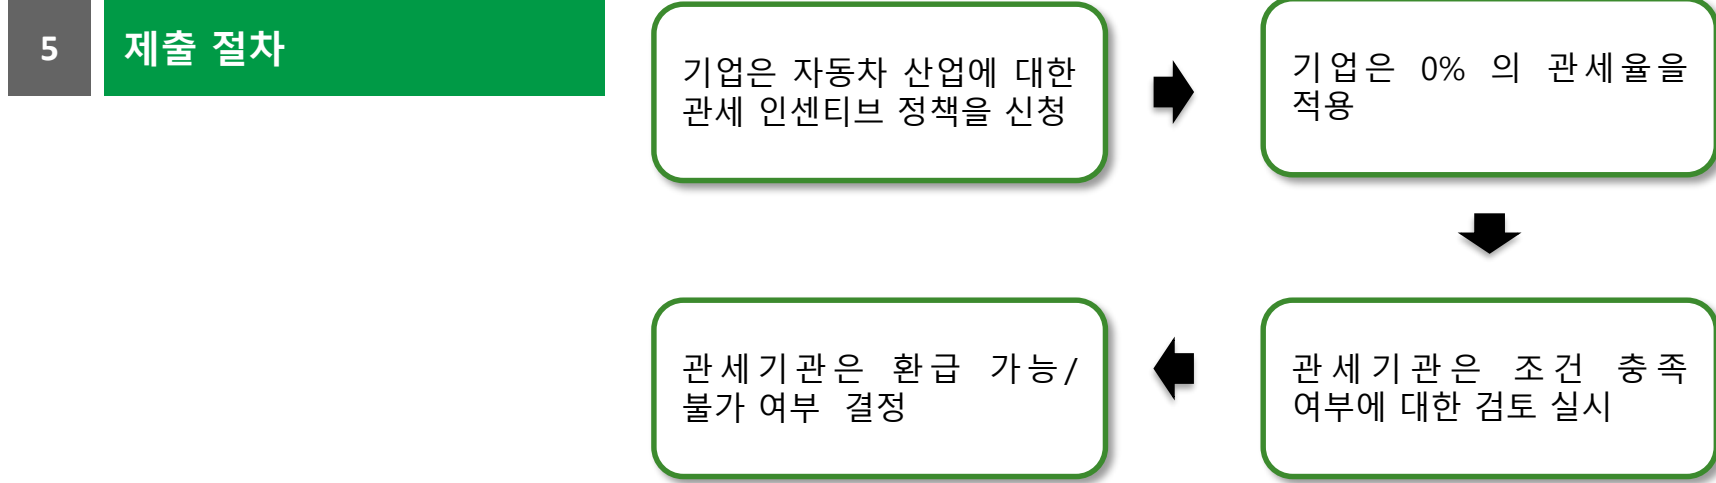 5
제출 절차
기업은 자동차 산업에 대한
관세 인센티브 정책을 신청
기업은 0% 의 관세율을
적용
관세기관은 조건 충족
여부에 대한 검토 실시
관세기관은 환급 가능/
불가 여부 결정